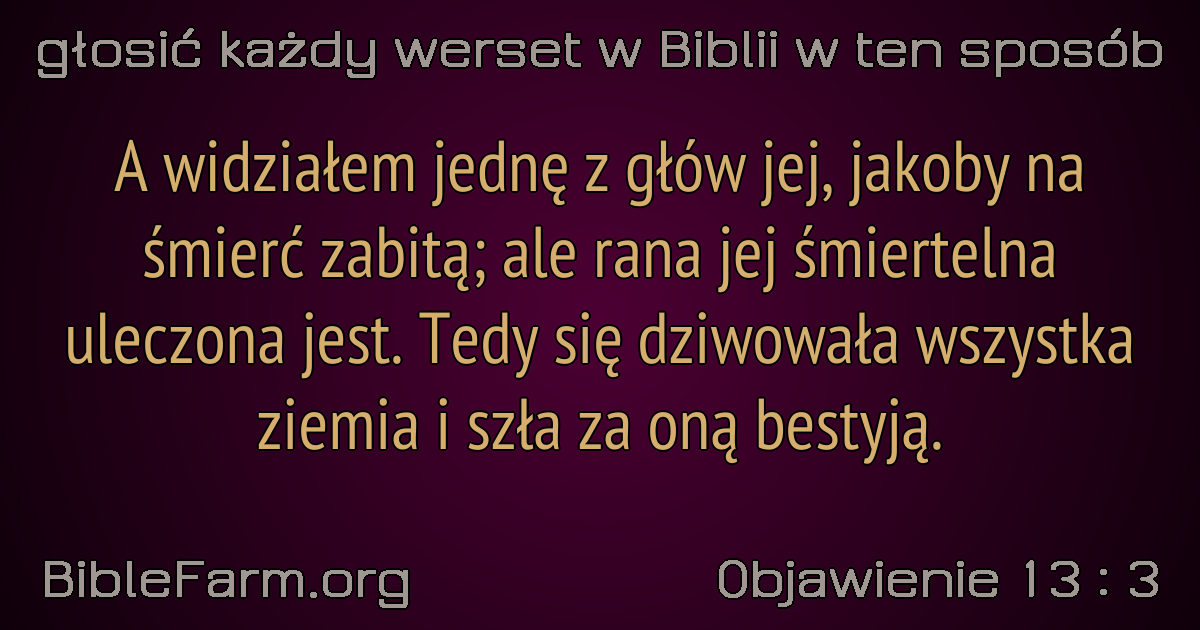 głosić każdy werset w Biblii w ten sposób
A widziałem jednę z głów jej, jakoby na
śmierć zabitą; ale rana jej śmiertelna
uleczona jest. Tedy się dziwowała wszystka
ziemia i szła za oną bestyją.
BibleFarm.org
Objawienie 13 : 3